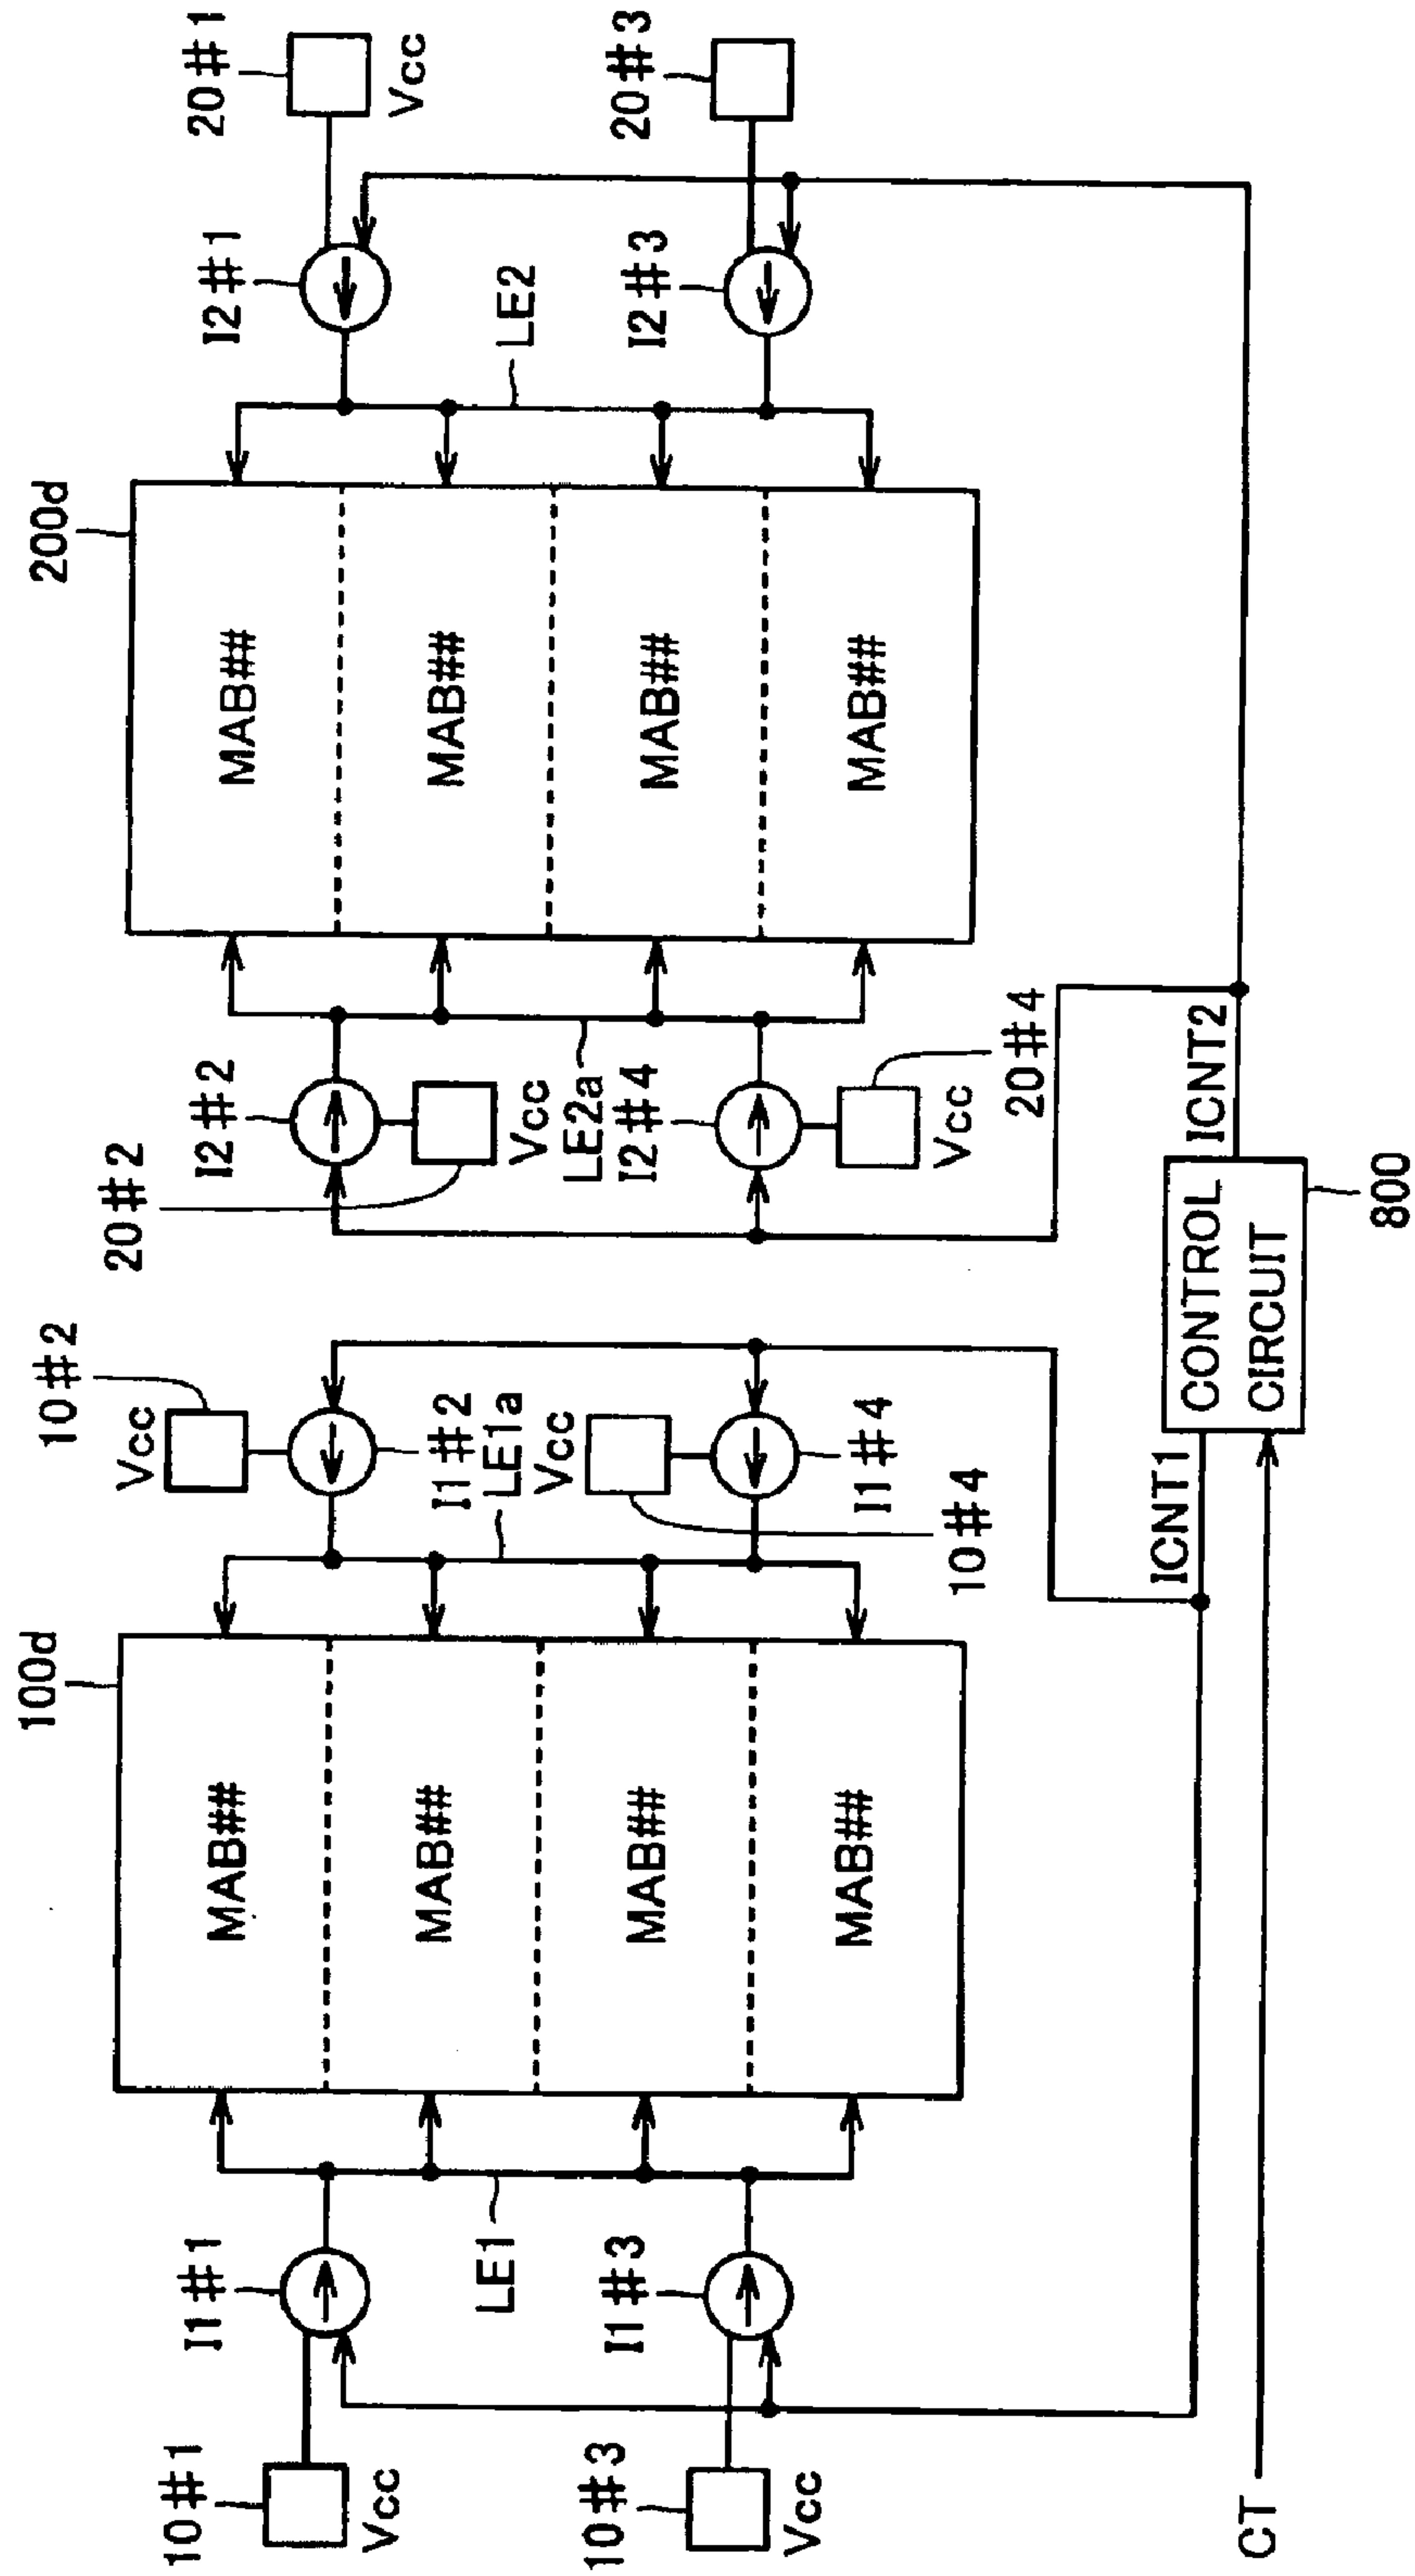 100d
200d
10#1
Vcc
I1#1
MAB##
MAB##
MAB##
MAB##
LE1
10#3
Vcc
I1#3
10#2
Vcc
I1#2
LE1a
Vcc
I1#4
10#4
20#2
I2#2
Vcc
LE2a
I2#4
Vcc
20#4
MAB##
MAB##
MAB##
MAB##
I2#1
20#1
Vcc
LE2
I2#3
20#3
ICNT1
CONTROL
CIRCUIT
ICNT2
800
CT